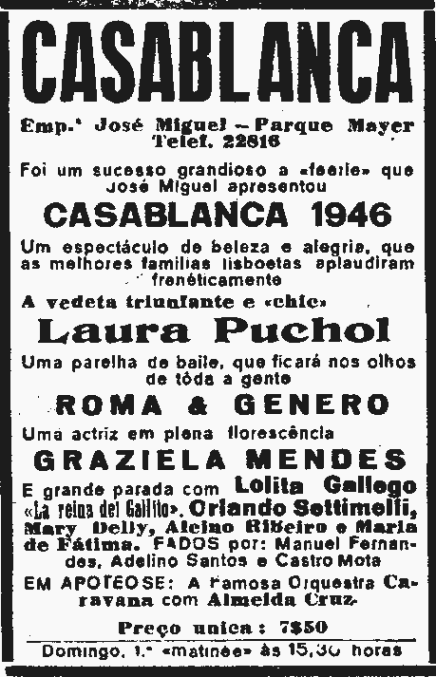 CASABLANCA
Emp.ª José Miguel – Parque Mayer
Telef. 22816
Foi um sucesso grandioso a «feerie» que
José Miguel apresentou
CASABLANCA 1946
Um espectáculo de beleza e alegria, que
as melhores familias lisboetas aplaudiram
frenéticamente
A vedeta triunfante e «chic»
Laura Puchol
Uma parelha de baile, que ficará nos olhos
de tôda a gente
ROMA & GENERO
Uma actriz em plena florescência
GRAZIELA MENDES
E grande parada com Lolita Gallego
«La reina del Gallito», Orlando Settimelli,
Mary Delly, Alcino Ribeiro e Maria
de Fátima. FADOS por: Manuel Fernan-
des, Adelino Santos e Castro Mota
EM APOTEOSE: A Famosa Orquestra Ca-
ravana com Almeida Cruz
Preço unica: 7$50
Domingo, 1.ª «matinée» às 15,30 horas